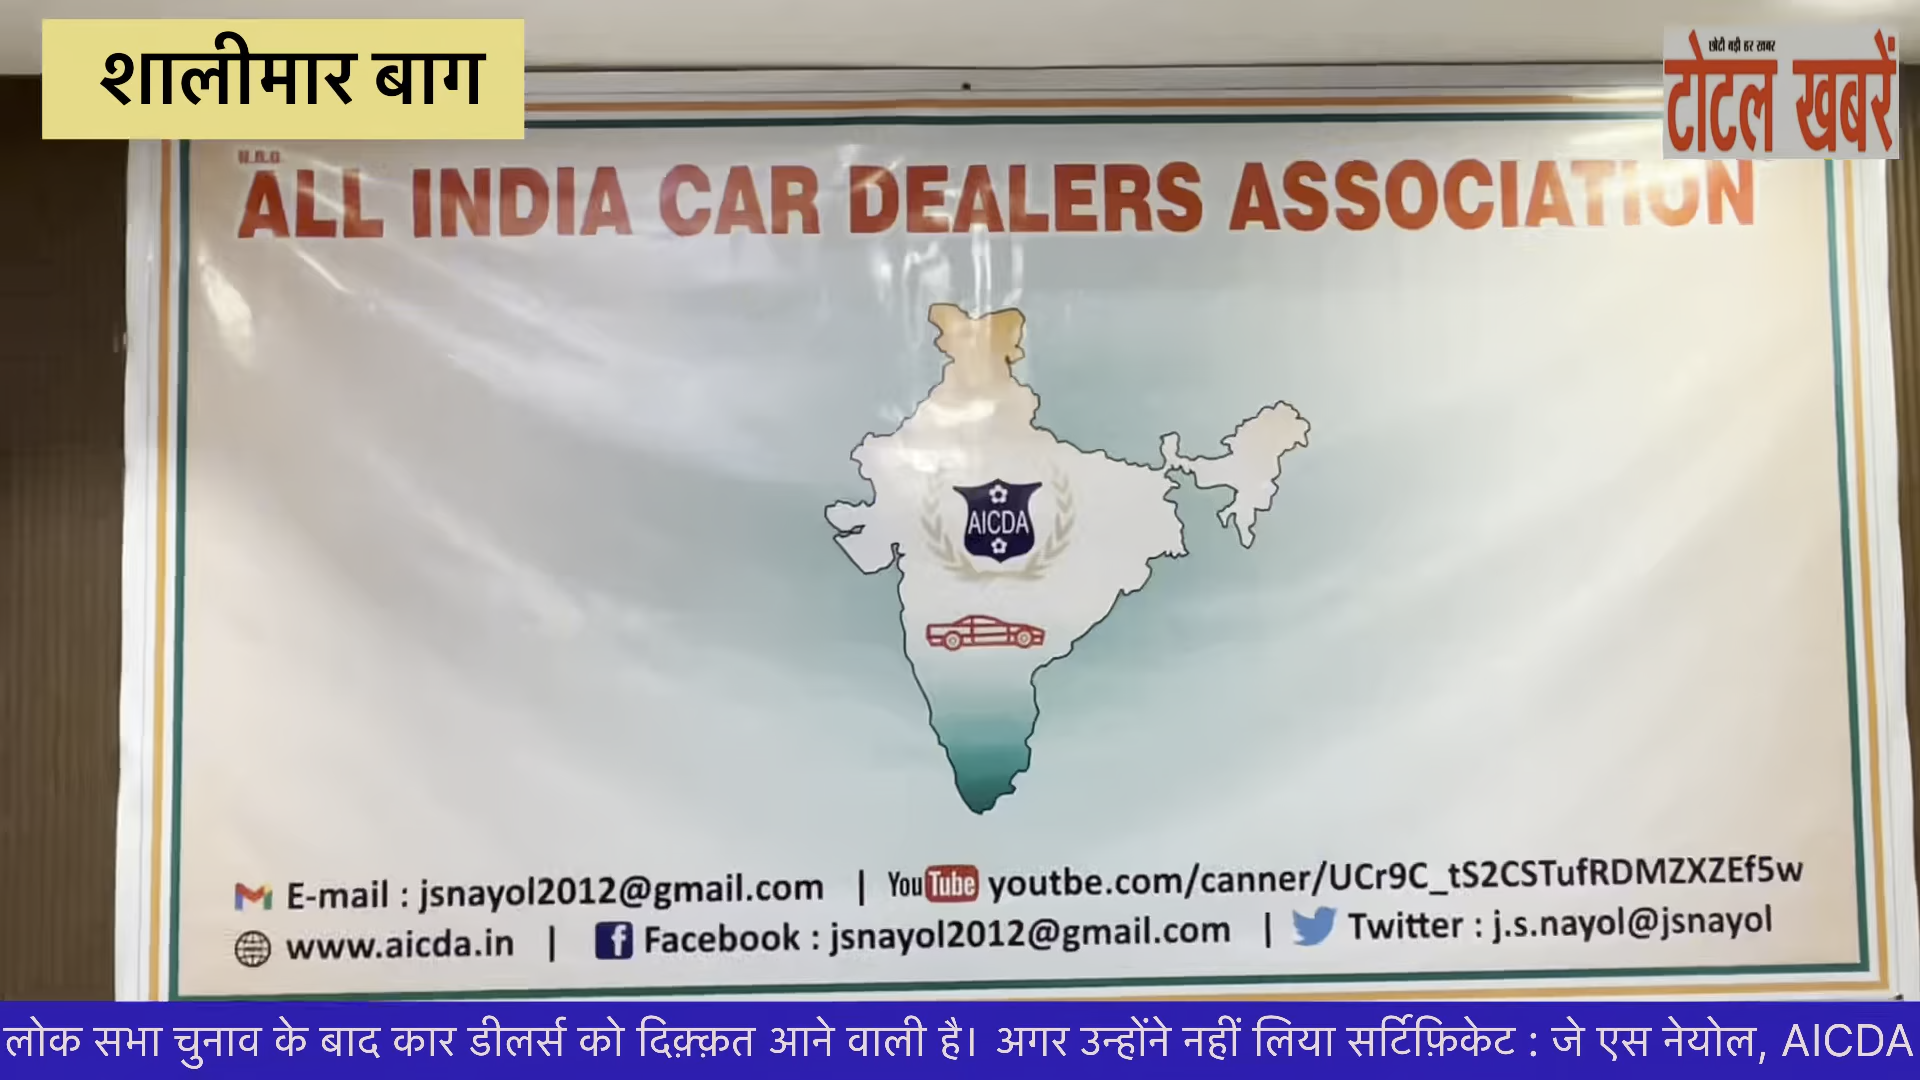 शालीमार बाग
छोटी बड़ी हर खबर
टोटल खबरें
ALL INDIA CAR DEALERS ASSOCIATION
AICDA
E-mail : jsnayol2012@gmail.com | YouTube youtbe.com/canner/UCr9C_tS2CSTufRDMZXZEf5w
www.aicda.in | Facebook : jsnayol2012@gmail.com | Twitter : j.s.nayol@jsnayol
लोक सभा चुनाव के बाद कार डीलर्स को दिक़्क़त आने वाली है। अगर उन्होंने नहीं लिया सर्टिफ़िकेट : जे एस नेयोल, AICDA